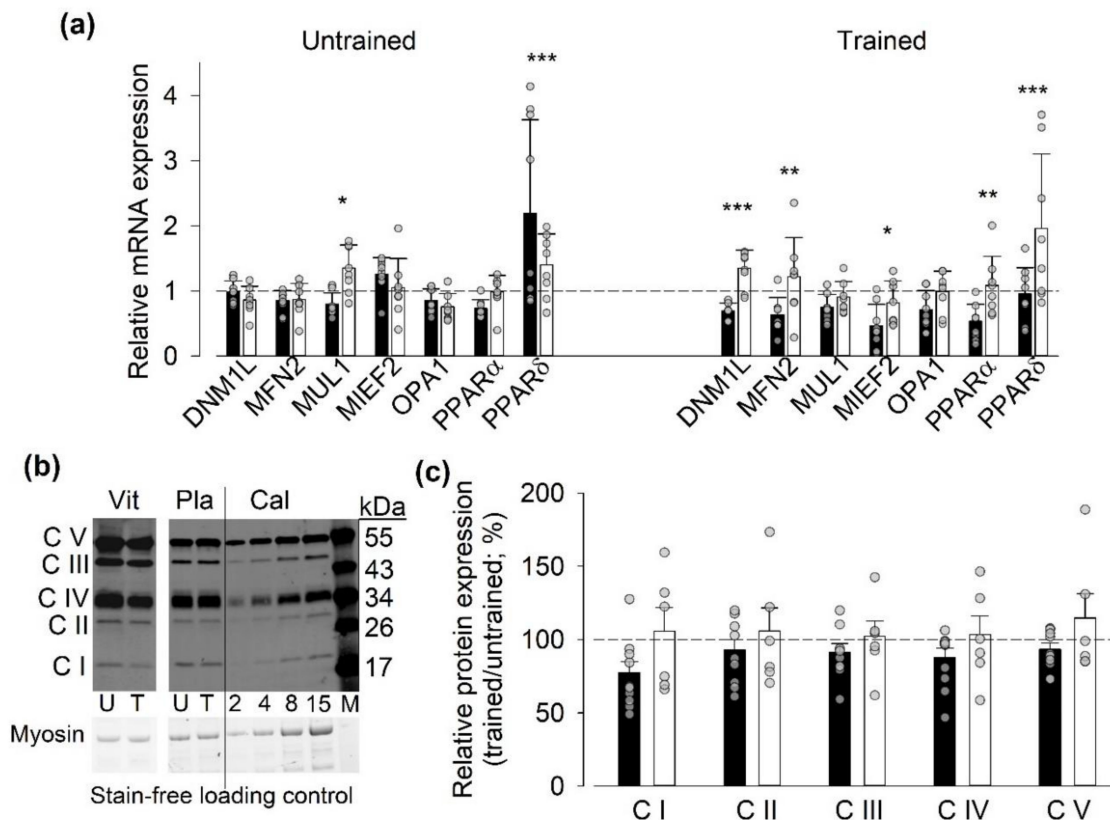 (a)
Untrained
Trained
***
*
***
**
*
**
***
Relative mRNA expression
4
3
2
1
0
DNM1L
MFN2
MUL1
MIEF2
OPA1
PPARα
PPARδ
DNM1L
MFN2
MUL1
MIEF2
OPA1
PPARα
PPARδ
(b)
Vit Pla Cal kDa
C V 55
C III 43
C IV 34
C II 26
C I 17
U T U T 2 4 8 15 M
Myosin
Stain-free loading control
(c)
Relative protein expression
(trained/untrained; %)
200
150
100
50
0
C I C II C III C IV C V